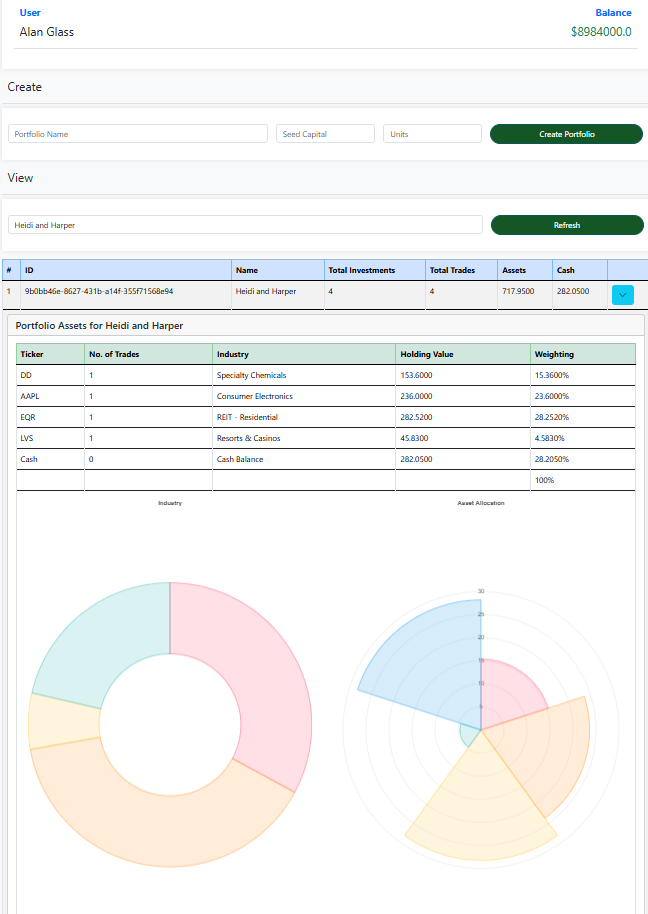 User Balance
Alan Glass $8984000.0
Create
Portfolio Name Seed Capital Units Create Portfolio
View
Heidi and Harper Refresh
# ID Name Total Investments Total Trades Assets Cash
1 9b0bb46e-8627-431b-a14f-355f71568e94 Heidi and Harper 4 4 717.9500 282.0500
Portfolio Assets for Heidi and Harper
Ticker No. of Trades Industry Holding Value Weighting
DD 1 Specialty Chemicals 153.6000 15.3600%
AAPL 1 Consumer Electronics 236.0000 23.6000%
EQR 1 REIT - Residential 282.5200 28.2520%
LVS 1 Resorts & Casinos 45.8300 4.5830%
Cash 0 Cash Balance 282.0500 28.2050%
100%
Industry Asset Allocation
30
25
20
15
10
5